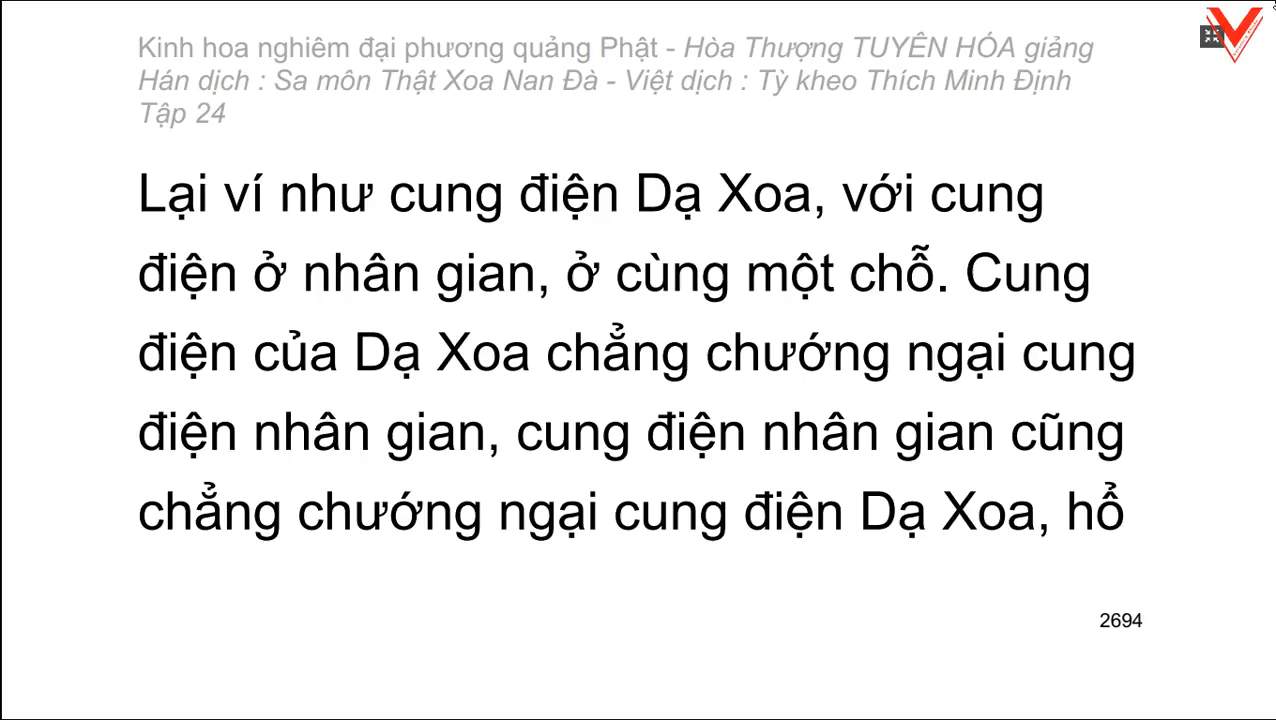 Kinh hoa nghiêm đại phương quảng Phật - Hòa Thượng TUYÊN HÓA giảng
Hán dịch : Sa môn Thật Xoa Nan Đà - Việt dịch : Tỳ kheo Thích Minh Định
Tập 24
Lại ví như cung điện Dạ Xoa, với cung
điện ở nhân gian, ở cùng một chỗ. Cung
điện của Dạ Xoa chẳng chướng ngại cung
điện nhân gian, cung điện nhân gian cũng
chẳng chướng ngại cung điện Dạ Xoa, hổ
2694